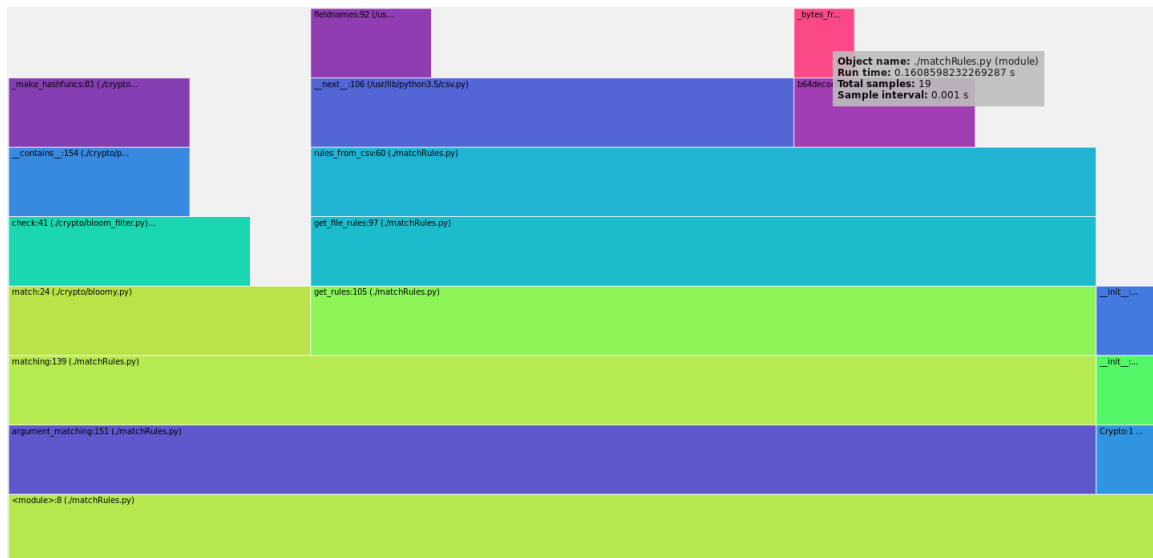 fieldnames:92 (/us...
_bytes_fr...
Object name: ./matchRules.py (module)
Run time: 0.1608598232269287 s
Total samples: 19
Sample interval: 0.001 s
_make_hashfuncs:81 (./crypto...
__next__:106 (/usr/lib/python3.5/csv.py)
b64deco
__contains__:154 (./crypto/p...
rules_from_csv:60 (./matchRules.py)
check:41 (./crypto/bloom_filter.py)...
get_file_rules:97 (./matchRules.py)
match:24 (./crypto/bloomy.py)
get_rules:105 (./matchRules.py)
__init__:...
matching:139 (./matchRules.py)
__init__:...
argument_matching:151 (./matchRules.py)
Crypto:1 ...
<module>:8 (./matchRules.py)